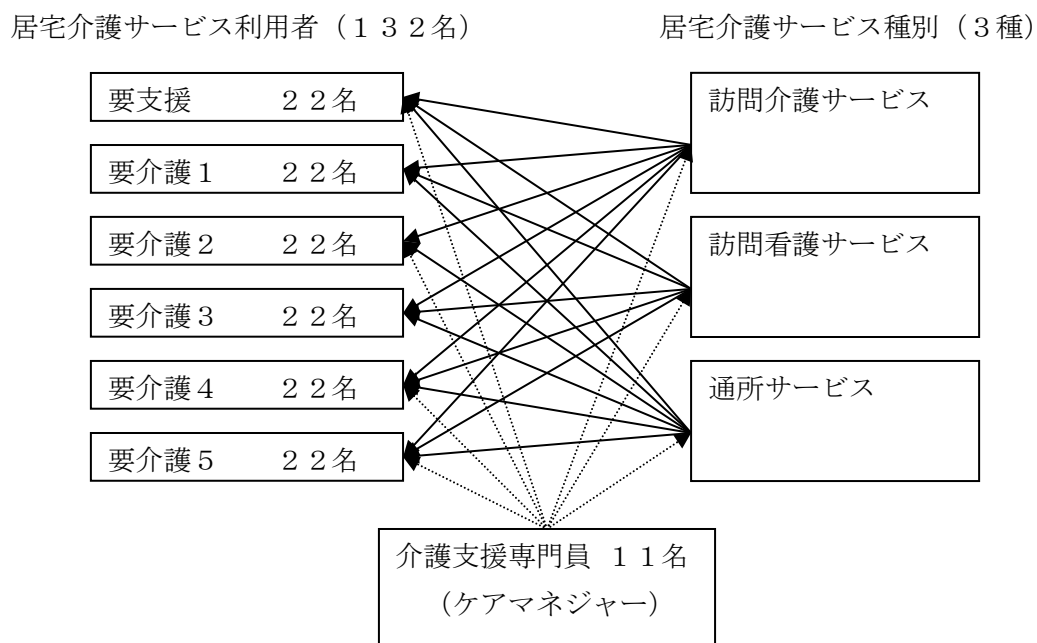 居宅介護サービス利用者（１３２名）
居宅介護サービス種別（３種）
要支援　　　２２名
要介護１　　２２名
要介護２　　２２名
要介護３　　２２名
要介護４　　２２名
要介護５　　２２名
訪問介護サービス
訪問看護サービス
通所サービス
介護支援専門員　１１名
（ケアマネジャー）